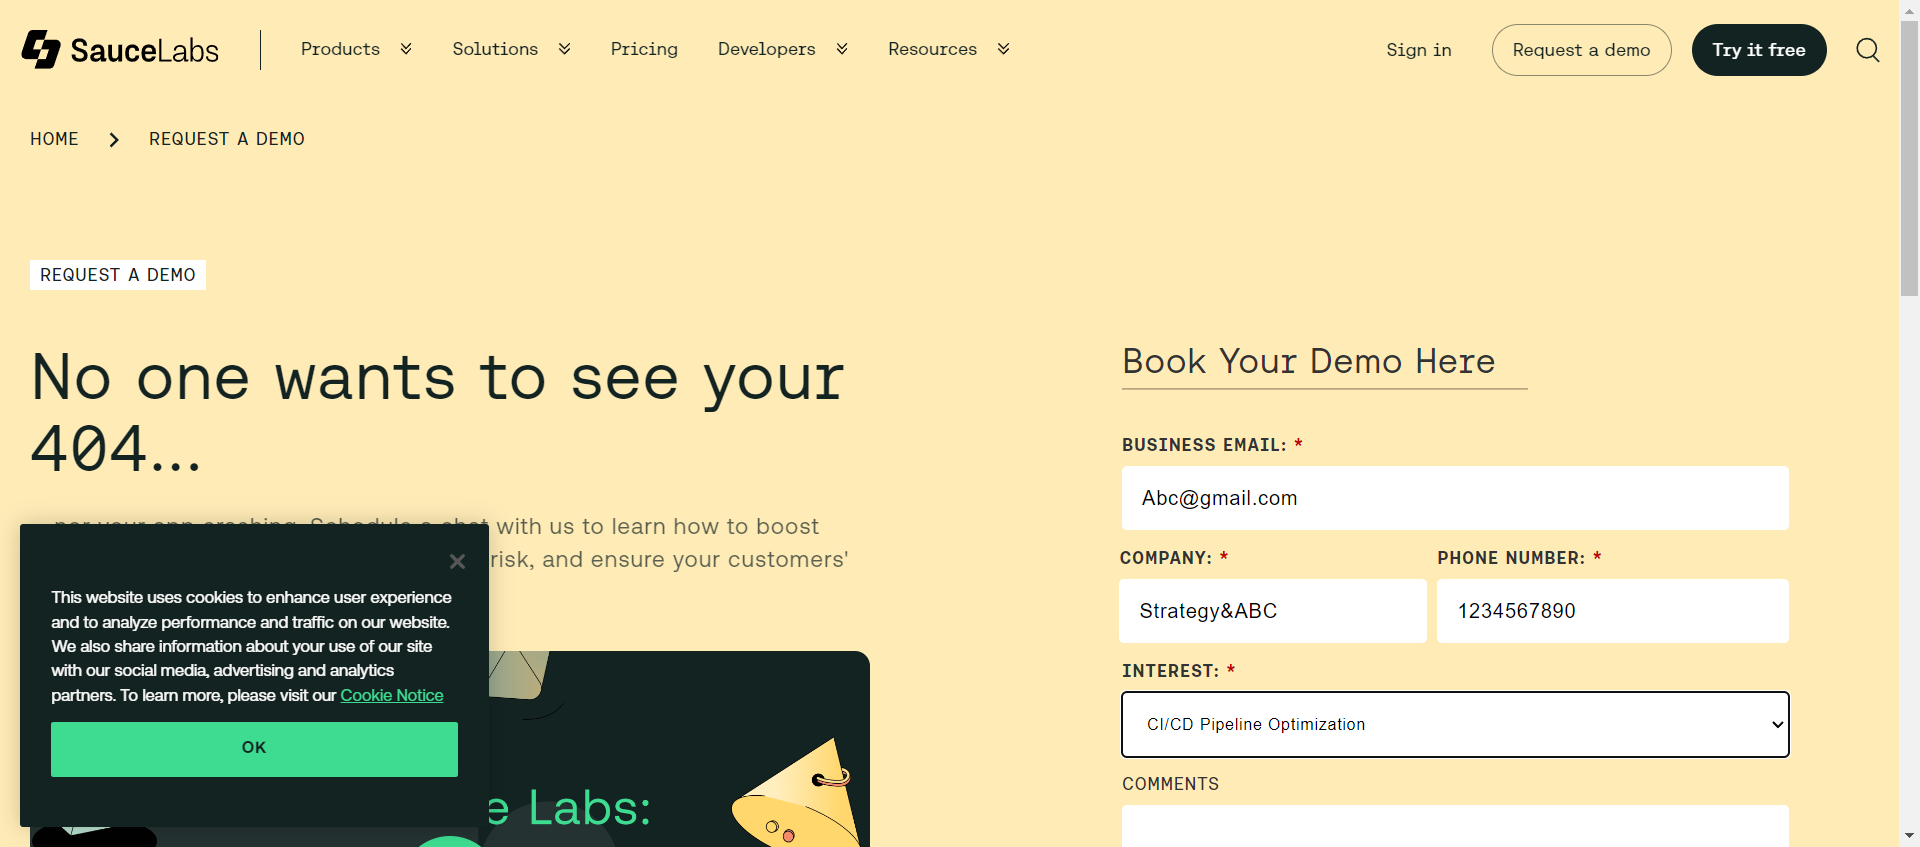 SauceLabs
Products
Solutions
Pricing
Developers
Resources
Sign in
Request a demo
Try it free
HOME
REQUEST A DEMO
REQUEST A DEMO
No one wants to see your
404...
with us to learn how to boost
risk, and ensure your customers'
This website uses cookies to enhance user experience
and to analyze performance and traffic on our website.
We also share information about your use of our site
with our social media, advertising and analytics
partners. To learn more, please visit our Cookie Notice
OK
e Labs:
Book Your Demo Here
BUSINESS EMAIL: *
Abc@gmail.com
COMPANY: *
PHONE NUMBER: *
Strategy&ABC
1234567890
INTEREST: *
CI/CD Pipeline Optimization
COMMENTS